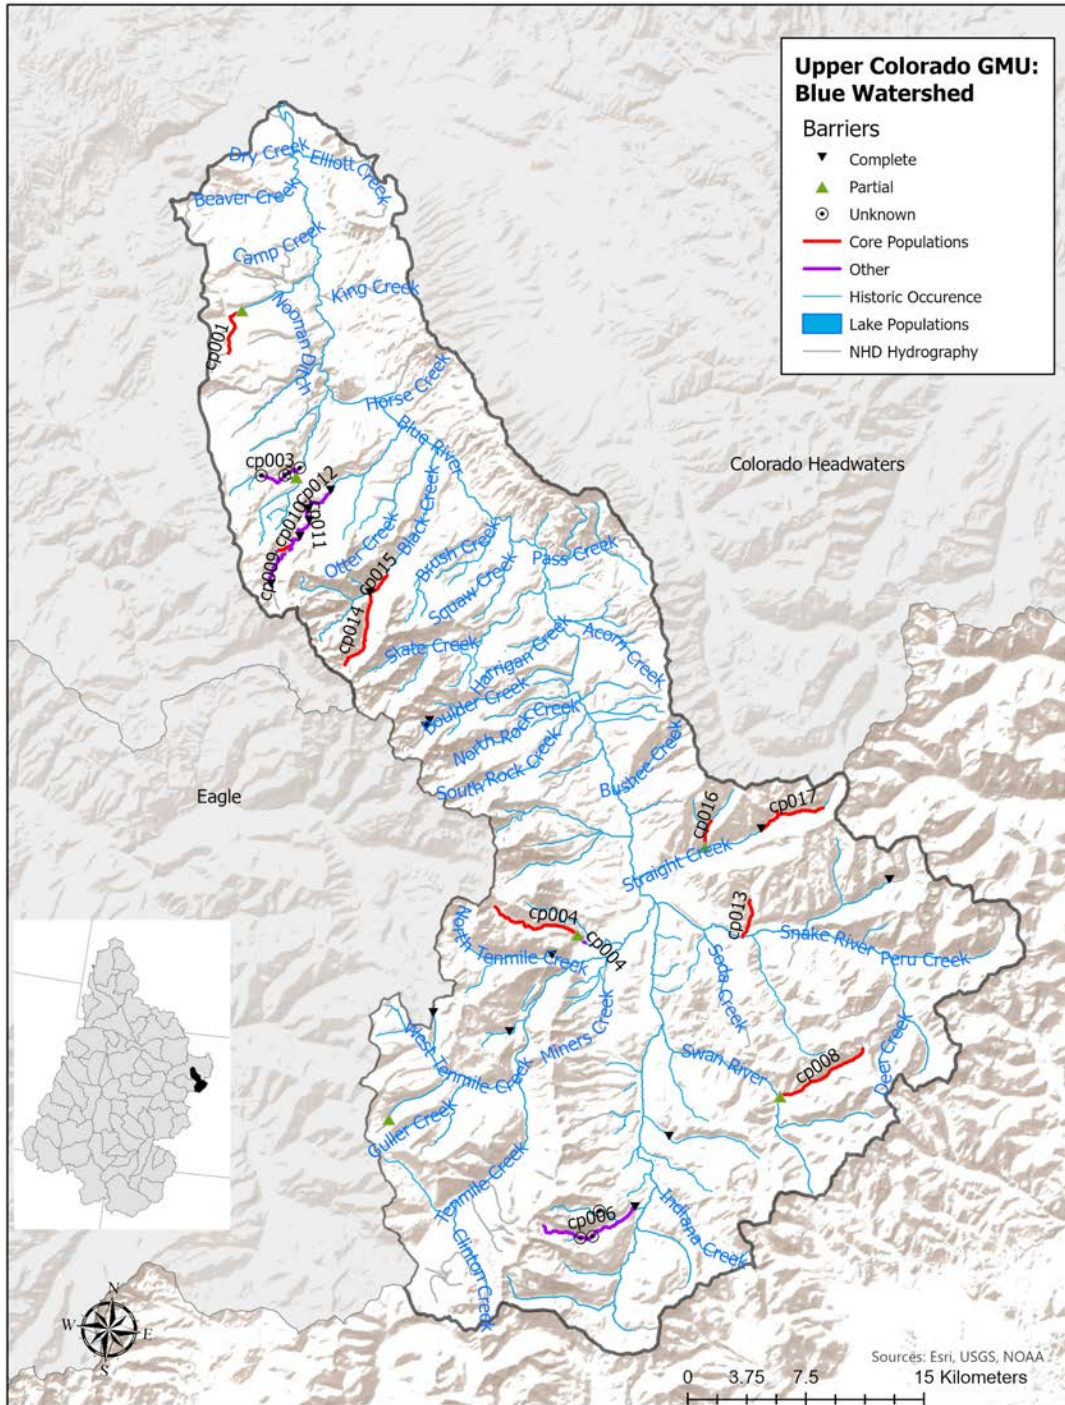 Upper Colorado GMU:
Blue Watershed
Barriers
Complete
Partial
Unknown
Core Populations
Other
Historic Occurence
Lake Populations
NHD Hydrography
Dry Creek
Elliott Creek
Beaver Creek
Camp Creek
King Creek
Noonan Ditch
cp001
Horse Creek
Blue River
Colorado Headwaters
cp003
cp012
cp010
cp011
cp009
Otter Creek
Black Creek
Brush Creek
Pass Creek
cp015
Squaw Creek
cp014
Slate Creek
Harrigan Creek
Acorn Creek
Boulder Creek
North Rock Creek
South Rock Creek
Bushee Creek
Eagle
cp016
cp017
Straight Creek
cp004
cp004
cp013
North Tenmile Creek
Snake River
Peru Creek
Soda Creek
West Tenmile Creek
Miners Creek
Swan River
cp008
Deer Creek
Guller Creek
Tenmile Creek
cp006
Indiana Creek
Clinton Creek
N
W
E
S
Sources: Esri, USGS, NOAA
0 3.75 7.5 15 Kilometers